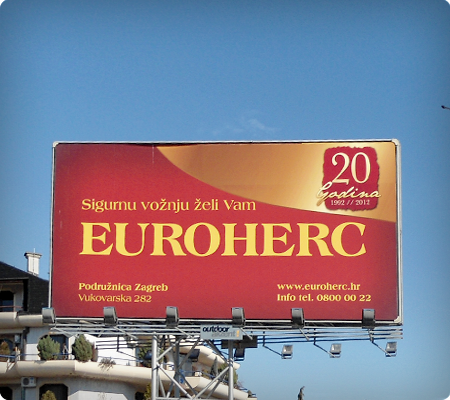 20
Godina
1992 // 2012
Sigurnu vožnju želi Vam
EUROHERC
Podružnica Zagreb
Vukovarska 282
www.euroherc.hr
Info tel. 0800 00 22
outdoor